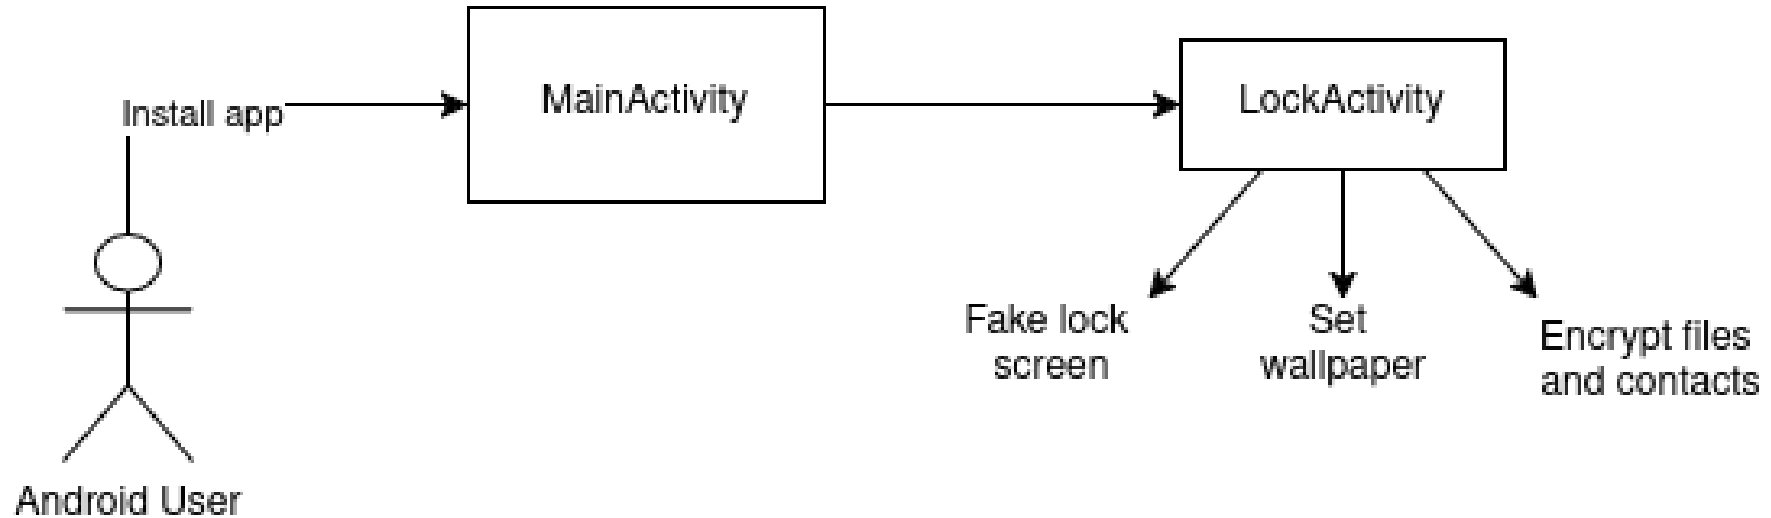 Install app
MainActivity
LockActivity
Fake lock
screen
Set
wallpaper
Encrypt files
and contacts
Android User